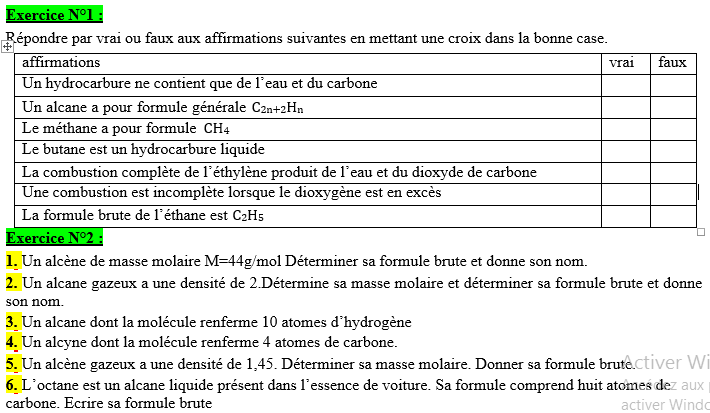 Exercice N°1 :
Répondre par vrai ou faux aux affirmations suivantes en mettant une croix dans la bonne case.
affirmations vrai faux
Un hydrocarbure ne contient que de l'eau et du carbone
Un alcane a pour formule générale C₂ₙ₊₂Hₙ
Le méthane a pour formule CH₄
Le butane est un hydrocarbure liquide
La combustion complète de l'éthylène produit de l'eau et du dioxyde de carbone
Une combustion est incomplète lorsque le dioxygène est en excès
La formule brute de l'éthane est C₂H₅
Exercice N°2 :
1. Un alcène de masse molaire M=44g/mol Déterminer sa formule brute et donne son nom.
2. Un alcane gazeux a une densité de 2.Détermine sa masse molaire et déterminer sa formule brute et donne
son nom.
3. Un alcane dont la molécule renferme 10 atomes d'hydrogène
4. Un alcyne dont la molécule renferme 4 atomes de carbone.
5. Un alcène gazeux a une densité de 1,45. Déterminer sa masse molaire. Donner sa formule brute.
Activer Wi
6. L'octane est un alcane liquide présent dans l'essence de voiture. Sa formule comprend huit atomes de
aux
carbone. Ecrire sa formule brute
activer Windo